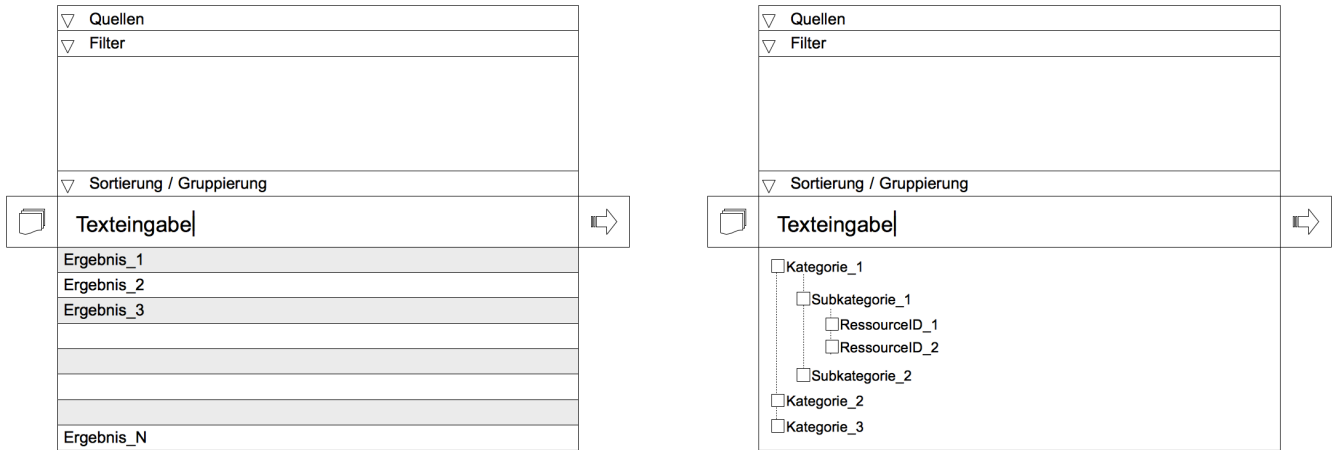 Quellen
Filter
Sortierung / Gruppierung
Texteingabe
Ergebnis_1
Ergebnis_2
Ergebnis_3
Ergebnis_N
Quellen
Filter
Sortierung / Gruppierung
Texteingabe
Kategorie_1
Subkategorie_1
RessourceID_1
RessourceID_2
Subkategorie_2
Kategorie_2
Kategorie_3